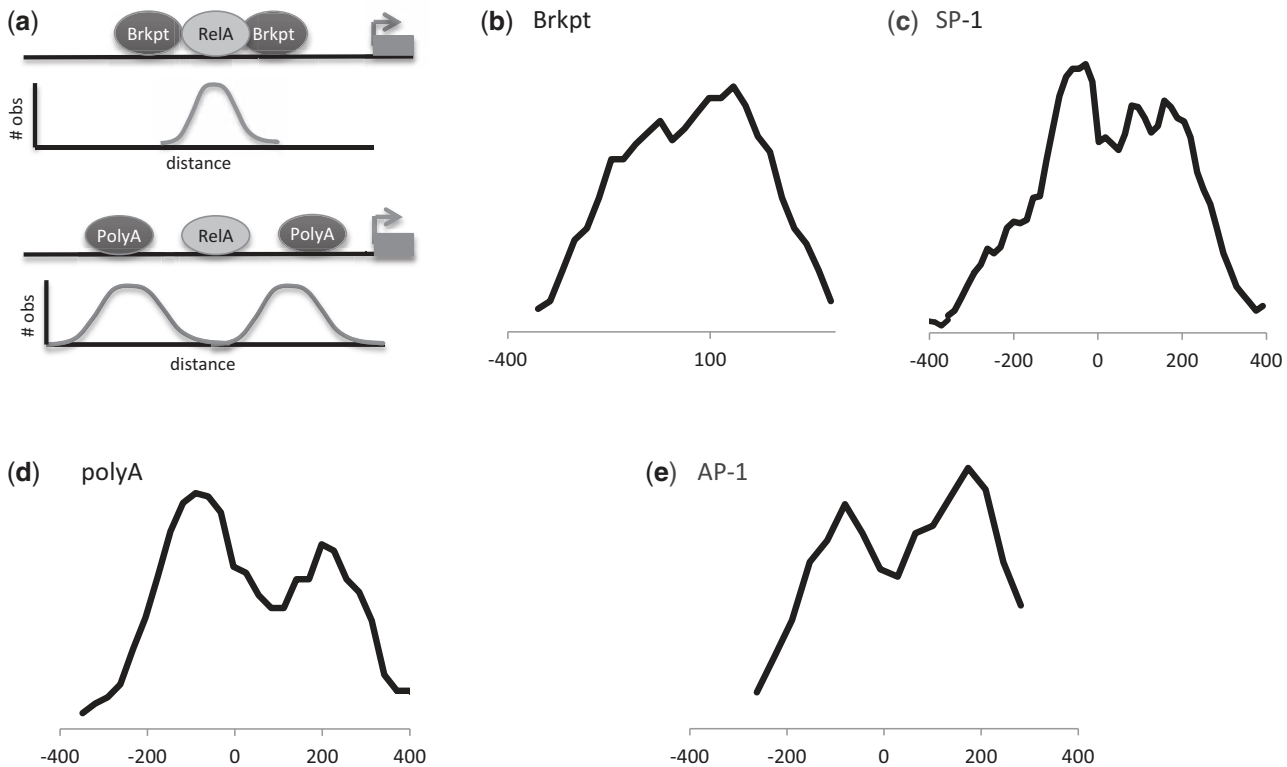 (a)
Brkpt RelA Brkpt
# obs
distance
PolyA RelA PolyA
# obs
distance
(b) Brkpt
-400 100
(c) SP-1
-400 -200 0 200 400
(d) polyA
-400 -200 0 200 400
(e) AP-1
-400 -200 0 200 400